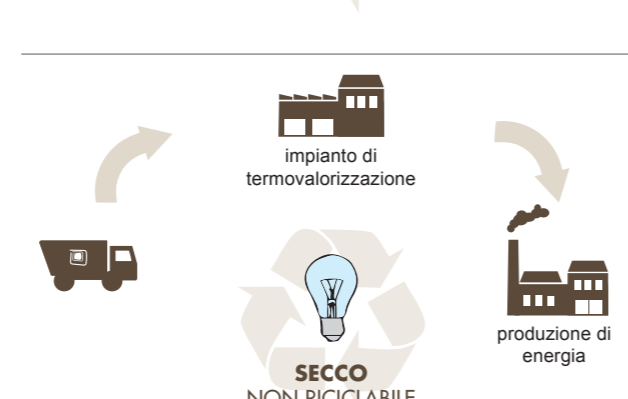 impianto di
termovalorizzazione
produzione di
energia
SECCO
NON RICICLABILE